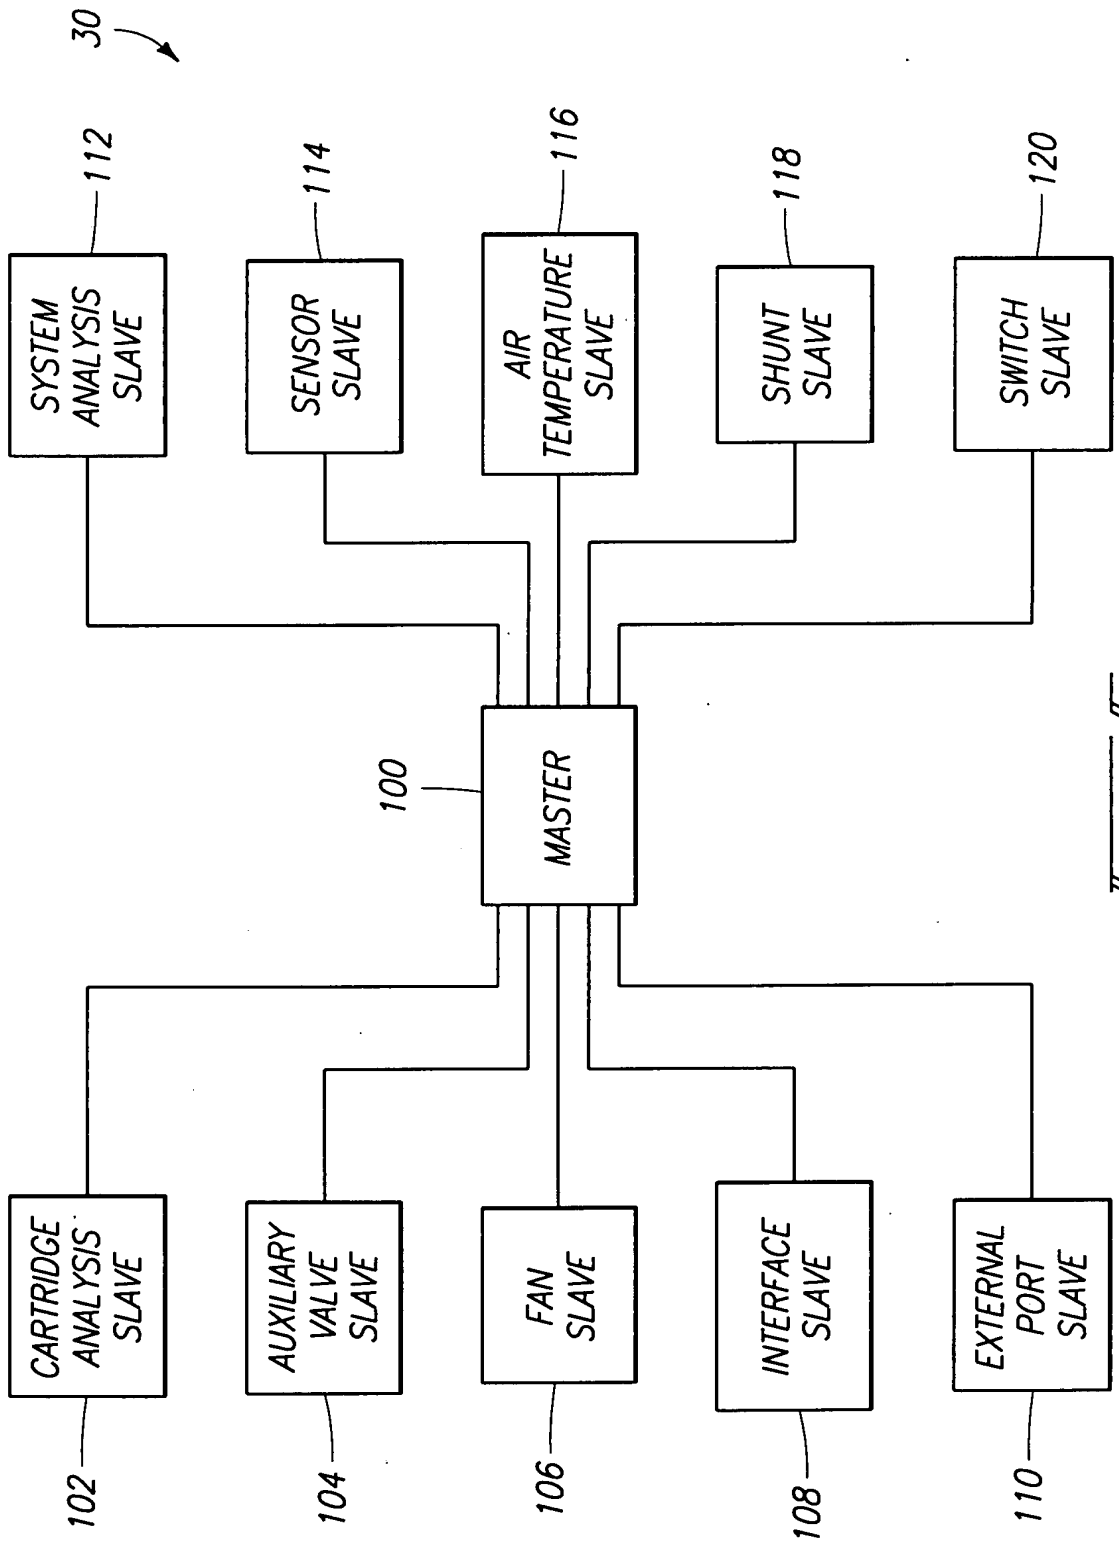 30
CARTRIDGE
ANALYSIS
SLAVE
102
AUXILIARY
VALVE
SLAVE
104
FAN
SLAVE
106
INTERFACE
SLAVE
108
EXTERNAL
PORT
SLAVE
110
100
MASTER
SYSTEM
ANALYSIS
SLAVE
112
SENSOR
SLAVE
114
AIR
TEMPERATURE
SLAVE
116
SHUNT
SLAVE
118
SWITCH
SLAVE
120